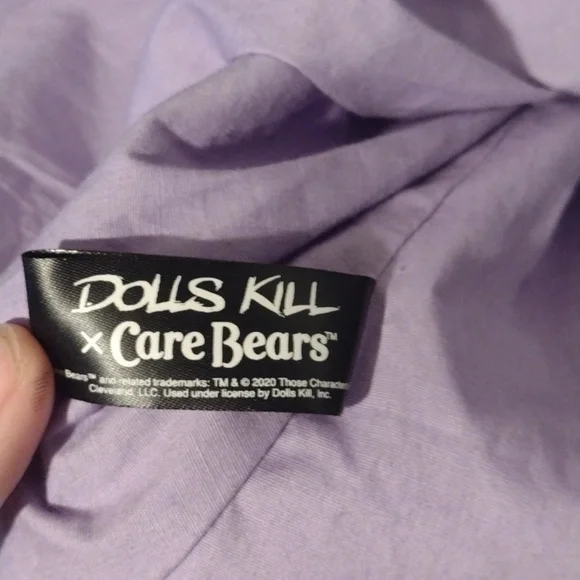 DOLLS KILL
× Care Bears™
Bears™ and related trademarks: TM & © 2020 Those Character
Cleveland, LLC. Used under license by Dolls Kill, Inc.